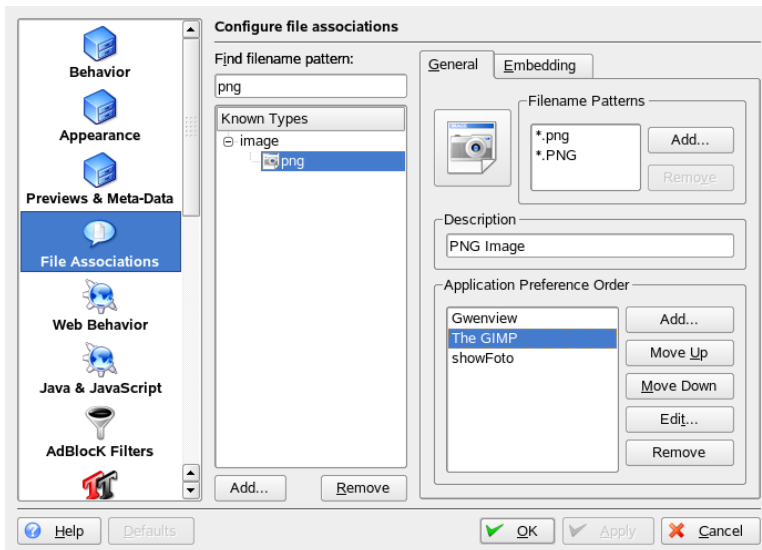 Behavior
Appearance
Previews & Meta-Data
File Associations
Web Behavior
Java & JavaScript
AdBlocK Filters
Configure file associations
Find filename pattern:
png
Known Types
image
png
Add...
Remove
General
Embedding
Filename Patterns
*.png
*.PNG
Add...
Remove
Description
PNG Image
Application Preference Order
Gwenview
The GIMP
showFoto
Add...
Move Up
Move Down
Edit...
Remove
Help
Defaults
OK
Apply
Cancel